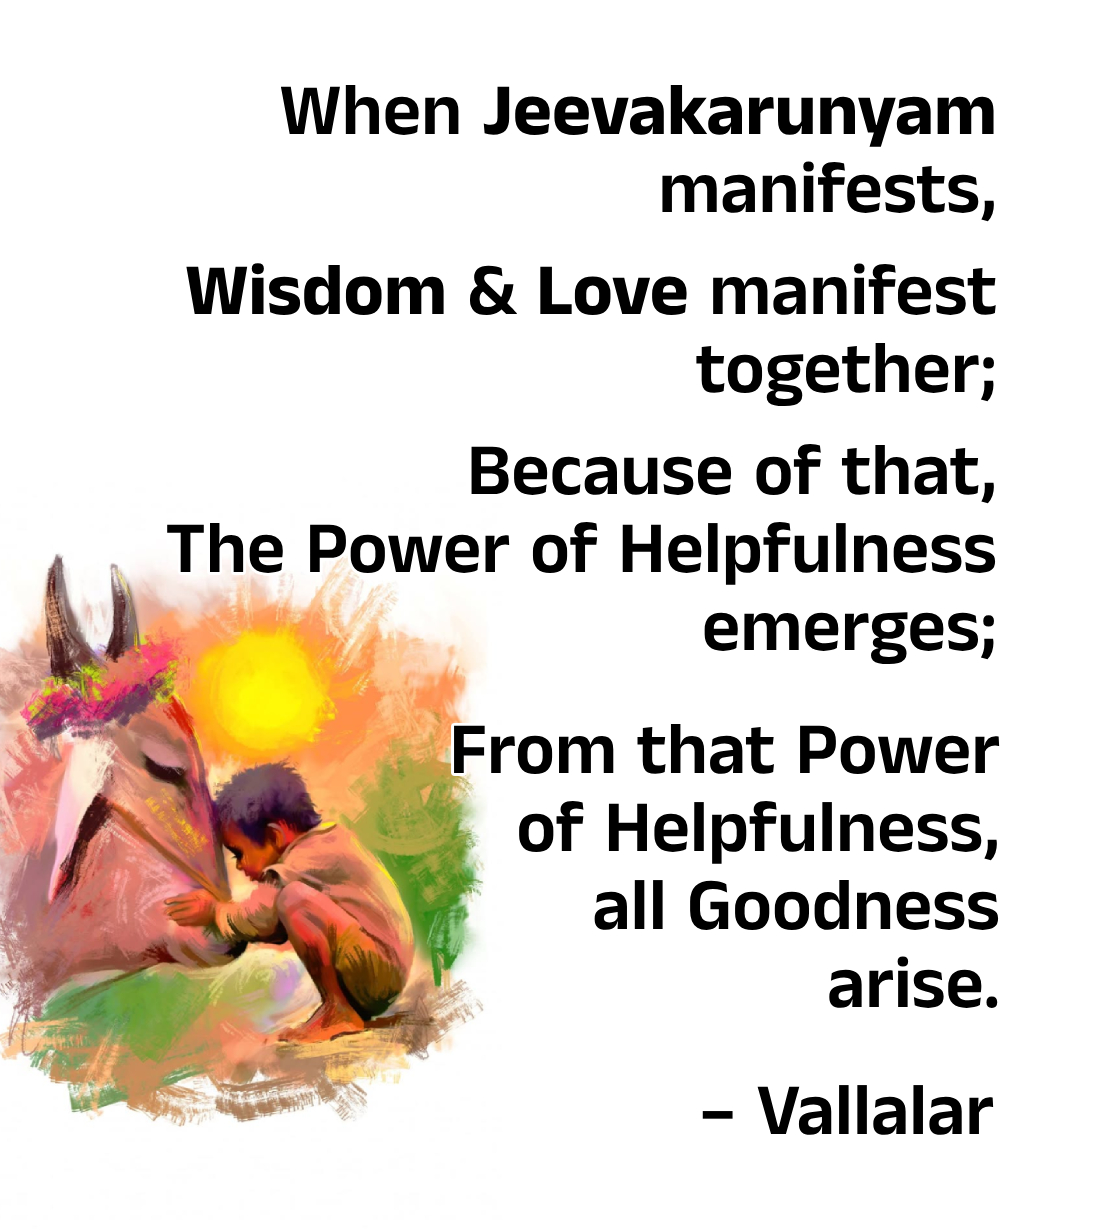 When Jeevakarunyam
manifests,
Wisdom & Love manifest
together;
Because of that,
The Power of Helpfulness
emerges;
From that Power
of Helpfulness,
all Goodness
arise.
– Vallalar